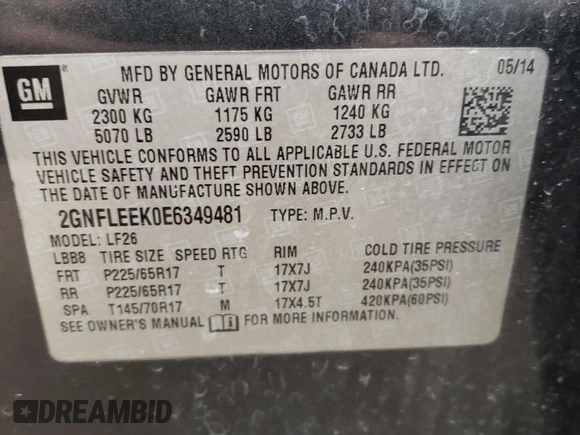 GM ®
MFD BY GENERAL MOTORS OF CANADA LTD. 05/14
GVWR GAWR FRT GAWR RR
2300 KG 1175 KG 1240 KG
5070 LB 2590 LB 2733 LB
THIS VEHICLE CONFORMS TO ALL APPLICABLE U.S. FEDERAL MOTOR
VEHICLE SAFETY AND THEFT PREVENTION STANDARDS IN EFFECT ON
THE DATE OF MANUFACTURE SHOWN ABOVE.
2GNFLEEK0E6349481 TYPE: M.P.V.
MODEL: LF26
LBB8 TIRE SIZE SPEED RTG RIM COLD TIRE PRESSURE
FRT P225/65R17 T 17X7J 240KPA(35PSI)
RR P225/65R17 T 17X7J 240KPA(35PSI)
SPA T145/70R17 M 17X4.5T 420KPA(60PSI)
SEE OWNER'S MANUAL i FOR MORE INFORMATION.
DREAMBID